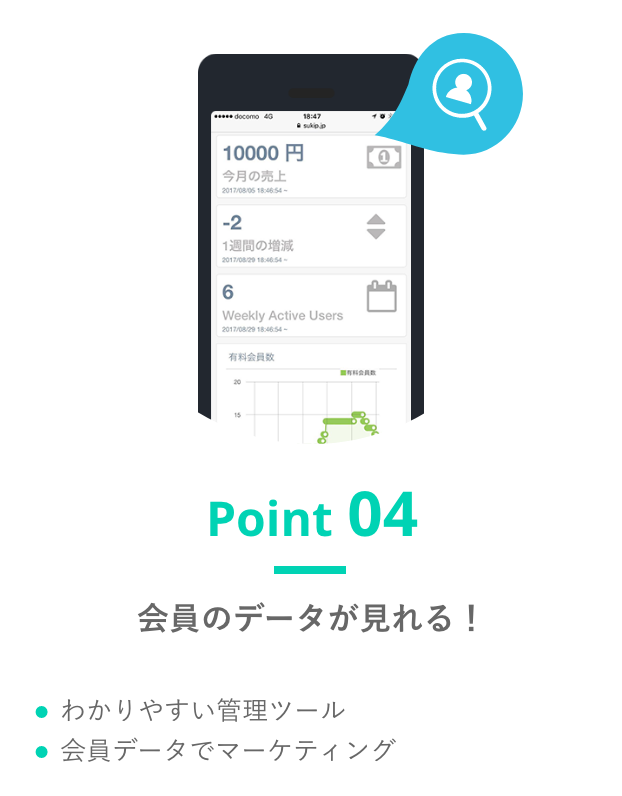 docomo 4G 18:47
sukip.jp
10000 円
今月の売上
2017/08/05 18:46:54 ~
-2
1週間の増減
2017/08/29 18:46:54 ~
6
Weekly Active Users
2017/08/29 18:46:54 ~
有料会員数
有料会員数
20
15
Point 04
会員のデータが見れる！
わかりやすい管理ツール
会員データでマーケティング